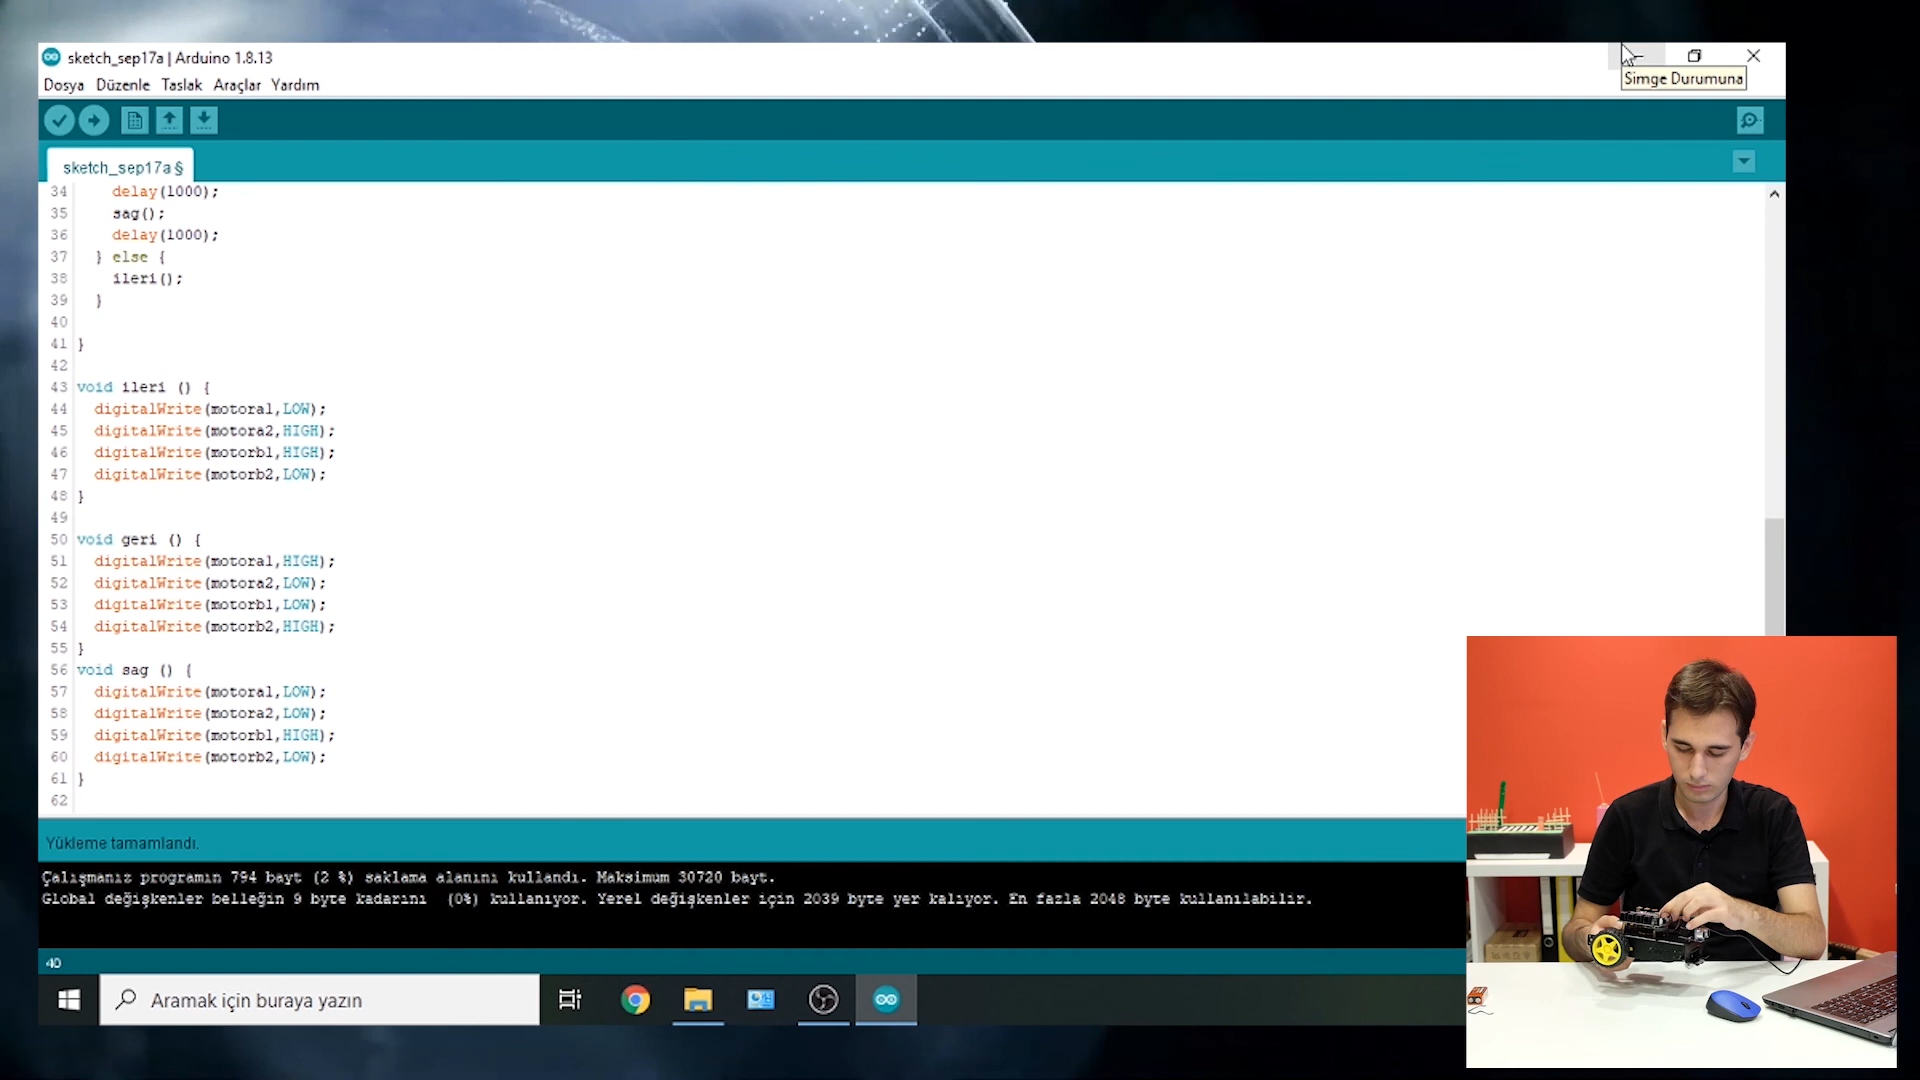 sketch_sep17a | Arduino 1.8.13
Simge Durumuna
Dosya Düzenle Taslak Araçlar Yardım
sketch_sep17a §
34 delay(1000);
35 sag();
36 delay(1000);
37 } else {
38 ileri();
39 }
40
41 }
42
43 void ileri () {
44 digitalWrite(motora1,LOW);
45 digitalWrite(motora2,HIGH);
46 digitalWrite(motorb1,HIGH);
47 digitalWrite(motorb2,LOW);
48 }
49
50 void geri () {
51 digitalWrite(motora1,HIGH);
52 digitalWrite(motora2,LOW);
53 digitalWrite(motorb1,LOW);
54 digitalWrite(motorb2,HIGH);
55 }
56 void sag () {
57 digitalWrite(motora1,LOW);
58 digitalWrite(motora2,LOW);
59 digitalWrite(motorb1,HIGH);
60 digitalWrite(motorb2,LOW);
61 }
62
Yükleme tamamlandı.
Çalışmanız programın 794 bayt (2 %) saklama alanını kullandı. Maksimum 30720 bayt.
Global değişkenler belleğin 9 byte kadarını (0%) kullanıyor. Yerel değişkenler için 2039 byte yer kalıyor. En fazla 2048 byte kullanılabilir.
40
Aramak için buraya yazın